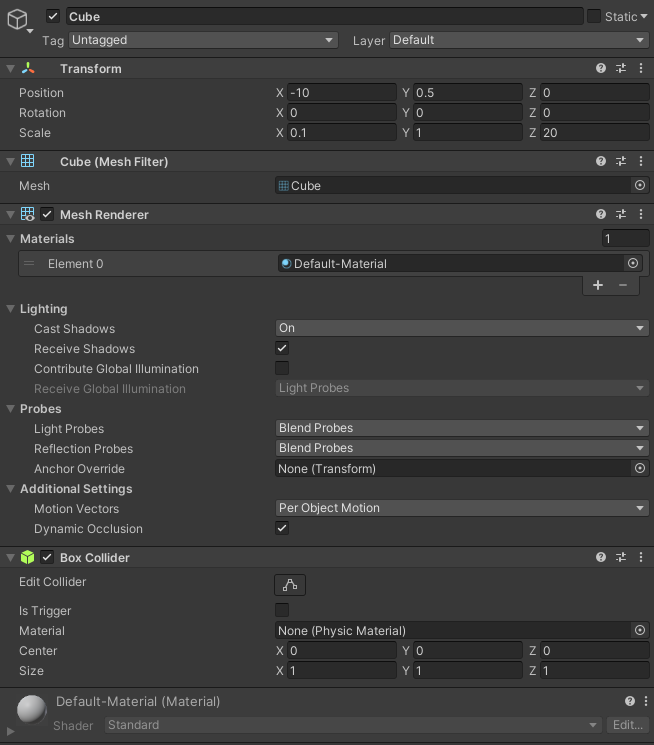 Cube Static
Tag Untagged Layer Default
Transform
Position X -10 Y 0.5 Z 0
Rotation X 0 Y 0 Z 0
Scale X 0.1 Y 1 Z 20
Cube (Mesh Filter)
Mesh Cube
Mesh Renderer
Materials 1
Element 0 Default-Material
Lighting
Cast Shadows On
Receive Shadows
Contribute Global Illumination
Receive Global Illumination Light Probes
Probes
Light Probes Blend Probes
Reflection Probes Blend Probes
Anchor Override None (Transform)
Additional Settings
Motion Vectors Per Object Motion
Dynamic Occlusion
Box Collider
Edit Collider
Is Trigger
Material None (Physic Material)
Center X 0 Y 0 Z 0
Size X 1 Y 1 Z 1
Default-Material (Material)
Shader Standard Edit...